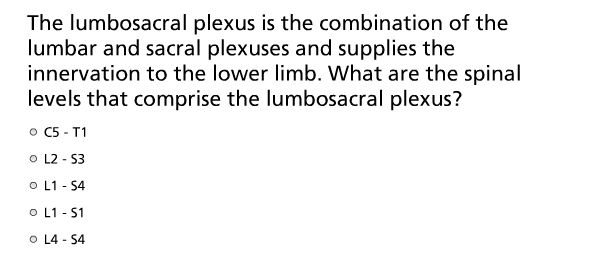 The lumbosacral plexus is the combination of the
lumbar and sacral plexuses and supplies the
innervation to the lower limb. What are the spinal
levels that comprise the lumbosacral plexus?
C5 - T1
L2 - S3
L1 - S4
L1 - S1
L4 - S4